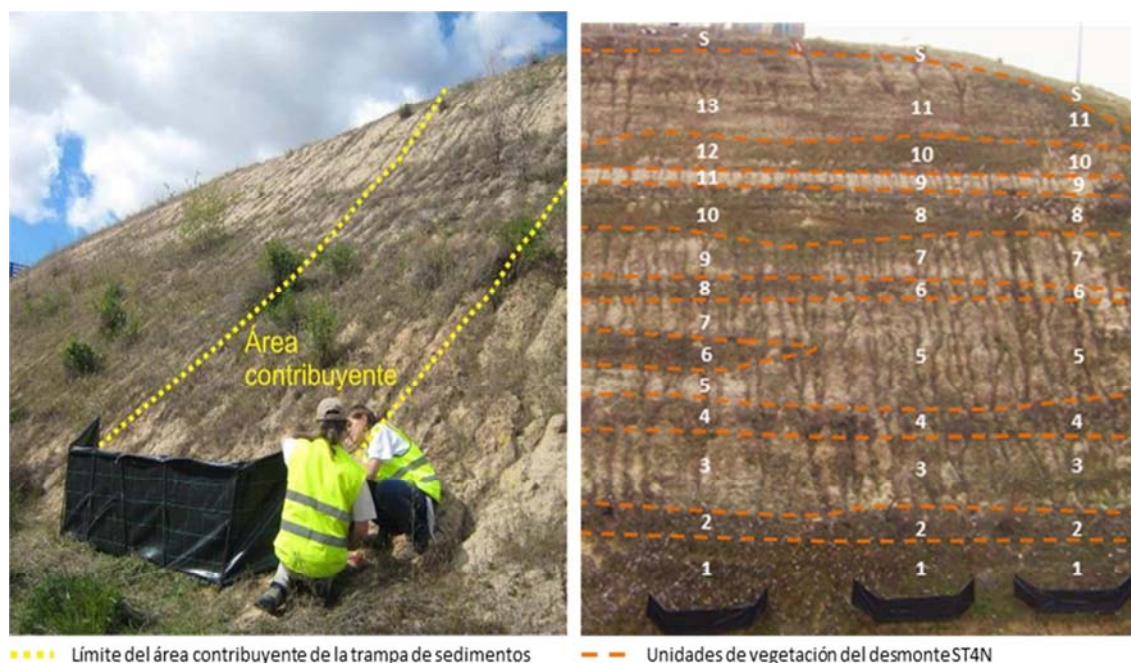 Área
contribuyente
S
S
S
13 11 11
12 10 10
11 9 9
10 8 8
9 7 7
8 6 6
7
6 5 5
5
4 4 4
3 3 3
2 2 2
1 1 1
Límite del área contribuyente de la trampa de sedimentos
Unidades de vegetación del desmonte ST4N